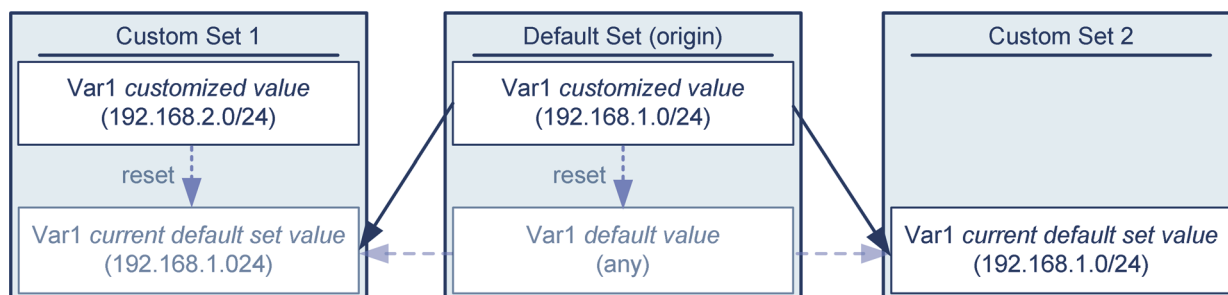 Custom Set 1
Var1 customized value
(192.168.2.0/24)
reset
Var1 current default set value
(192.168.1.024)
Default Set (origin)
Var1 customized value
(192.168.1.0/24)
reset
Var1 default value
(any)
Custom Set 2
Var1 current default set value
(192.168.1.0/24)